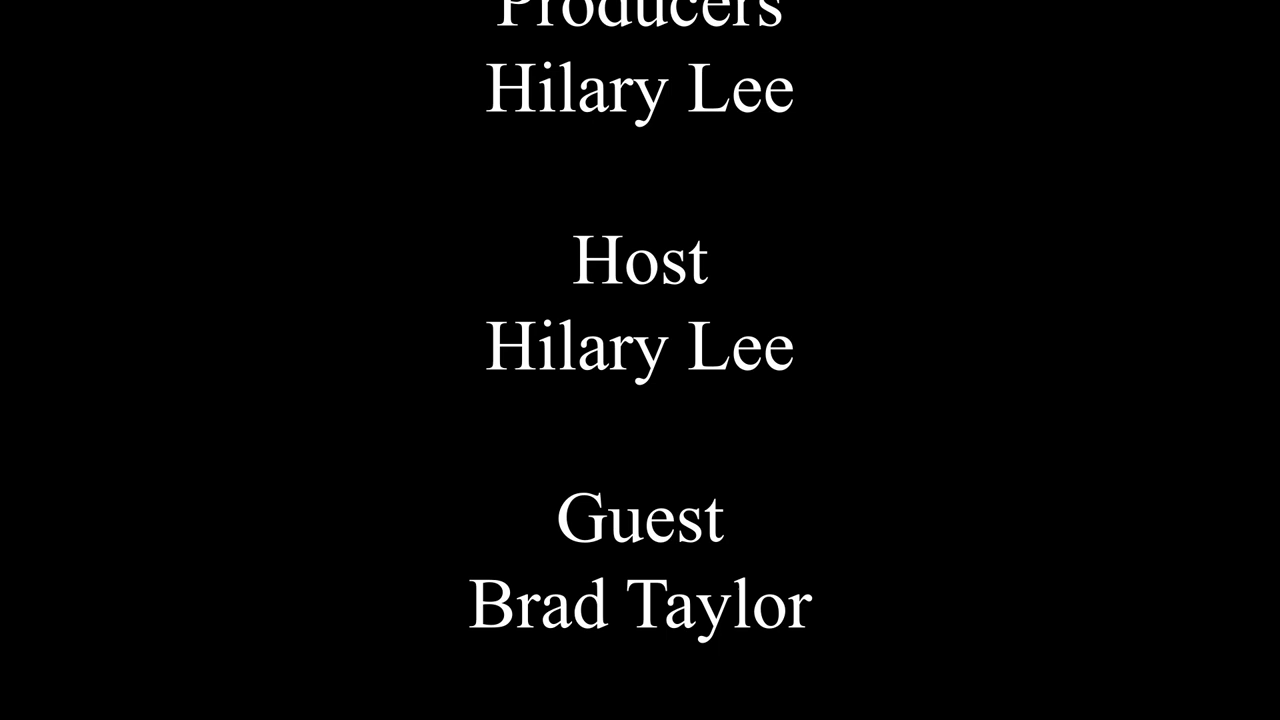 Producers
Hilary Lee
Host
Hilary Lee
Guest
Brad Taylor